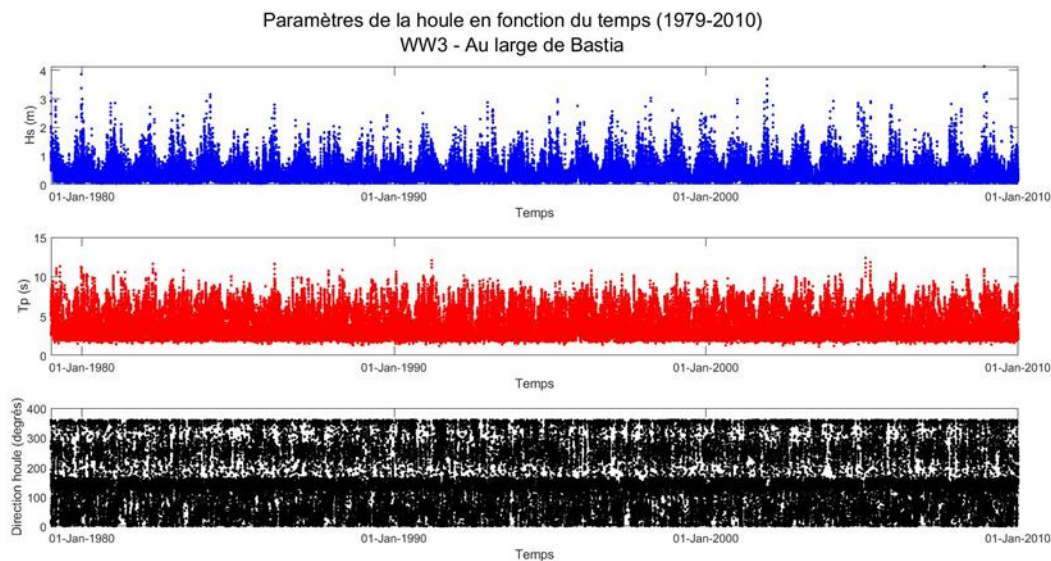 Paramètres de la houle en fonction du temps (1979-2010)
WW3 - Au large de Bastia
Hs (m)
4
3
2
1
0
01-Jan-1980 01-Jan-1990 01-Jan-2000 01-Jan-2010
Temps
Tp (s)
15
10
5
0
01-Jan-1980 01-Jan-1990 01-Jan-2000 01-Jan-2010
Temps
Direction houle (degrés)
400
300
200
100
0
01-Jan-1980 01-Jan-1990 01-Jan-2000 01-Jan-2010
Temps